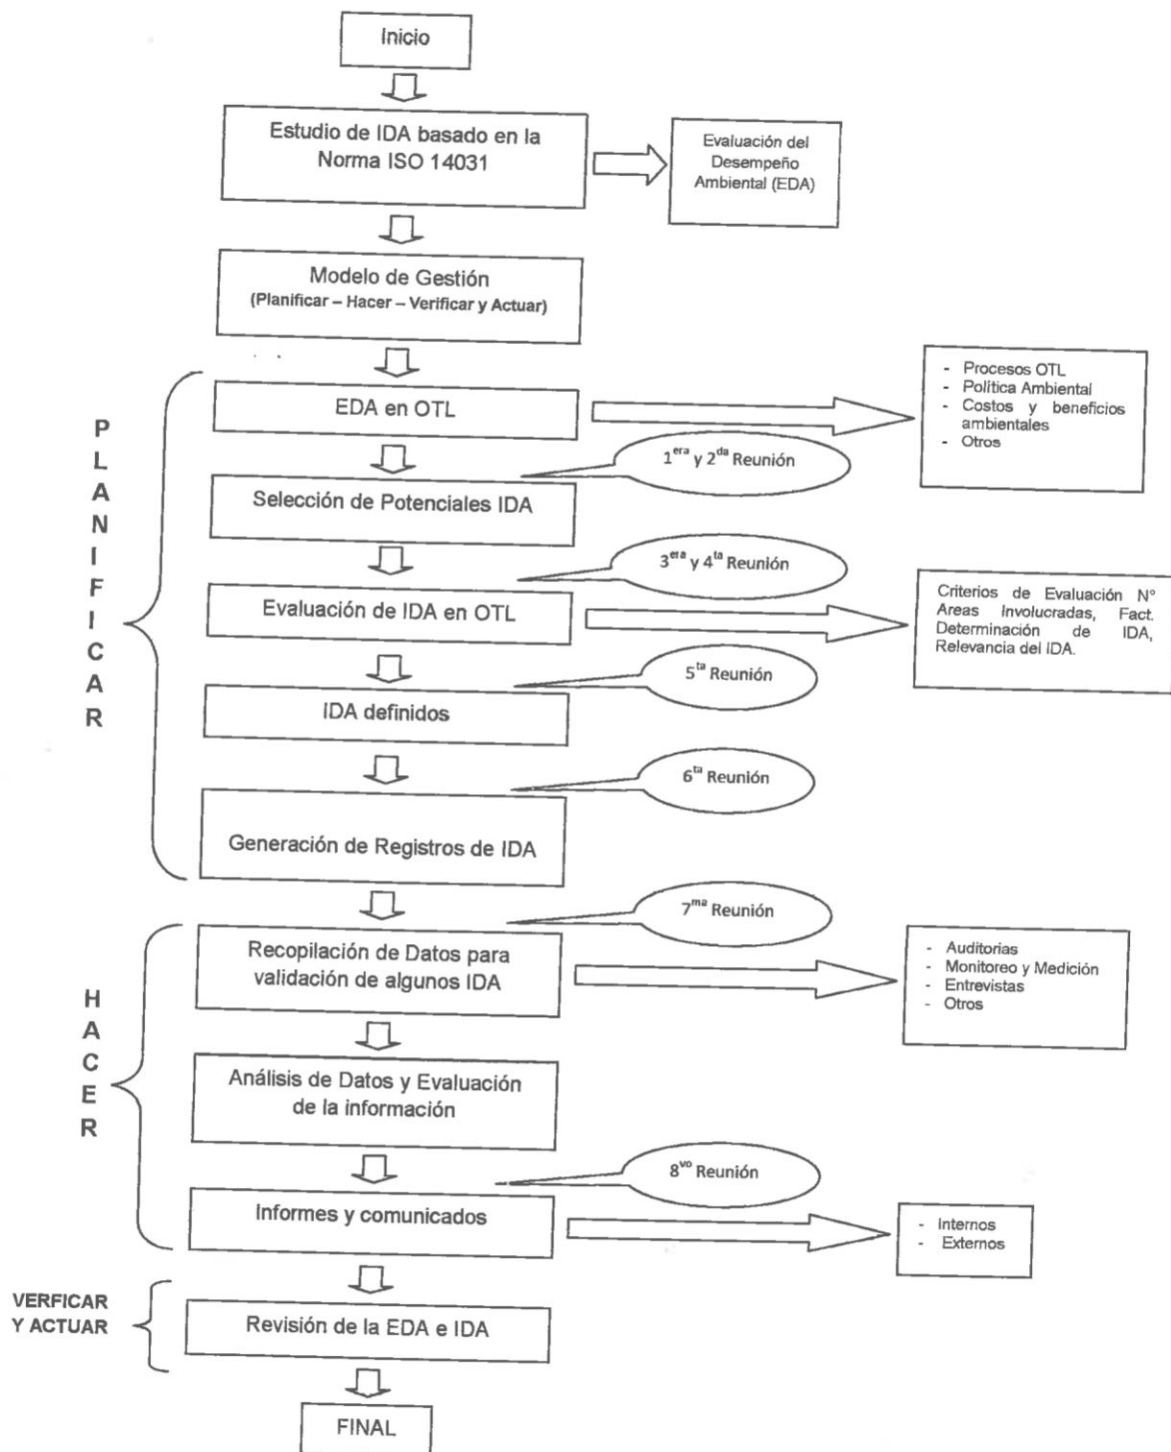 Inicio
Estudio de IDA basado en la
Norma ISO 14031
Evaluación del
Desempeño
Ambiental (EDA)
Modelo de Gestión
(Planificar – Hacer – Verificar y Actuar)
PLANIFICAR
EDA en OTL
- Procesos OTL
- Política Ambiental
- Costos y beneficios
ambientales
- Otros
1era y 2da Reunión
Selección de Potenciales IDA
3era y 4ta Reunión
Evaluación de IDA en OTL
Criterios de Evaluación N°
Areas Involucradas, Fact.
Determinación de IDA,
Relevancia del IDA.
5ta Reunión
IDA definidos
6ta Reunión
Generación de Registros de IDA
7ma Reunión
HACER
Recopilación de Datos para
validación de algunos IDA
- Auditorias
- Monitoreo y Medición
- Entrevistas
- Otros
Análisis de Datos y Evaluación
de la información
8vo Reunión
Informes y comunicados
- Internos
- Externos
VERFICAR
Y ACTUAR
Revisión de la EDA e IDA
FINAL